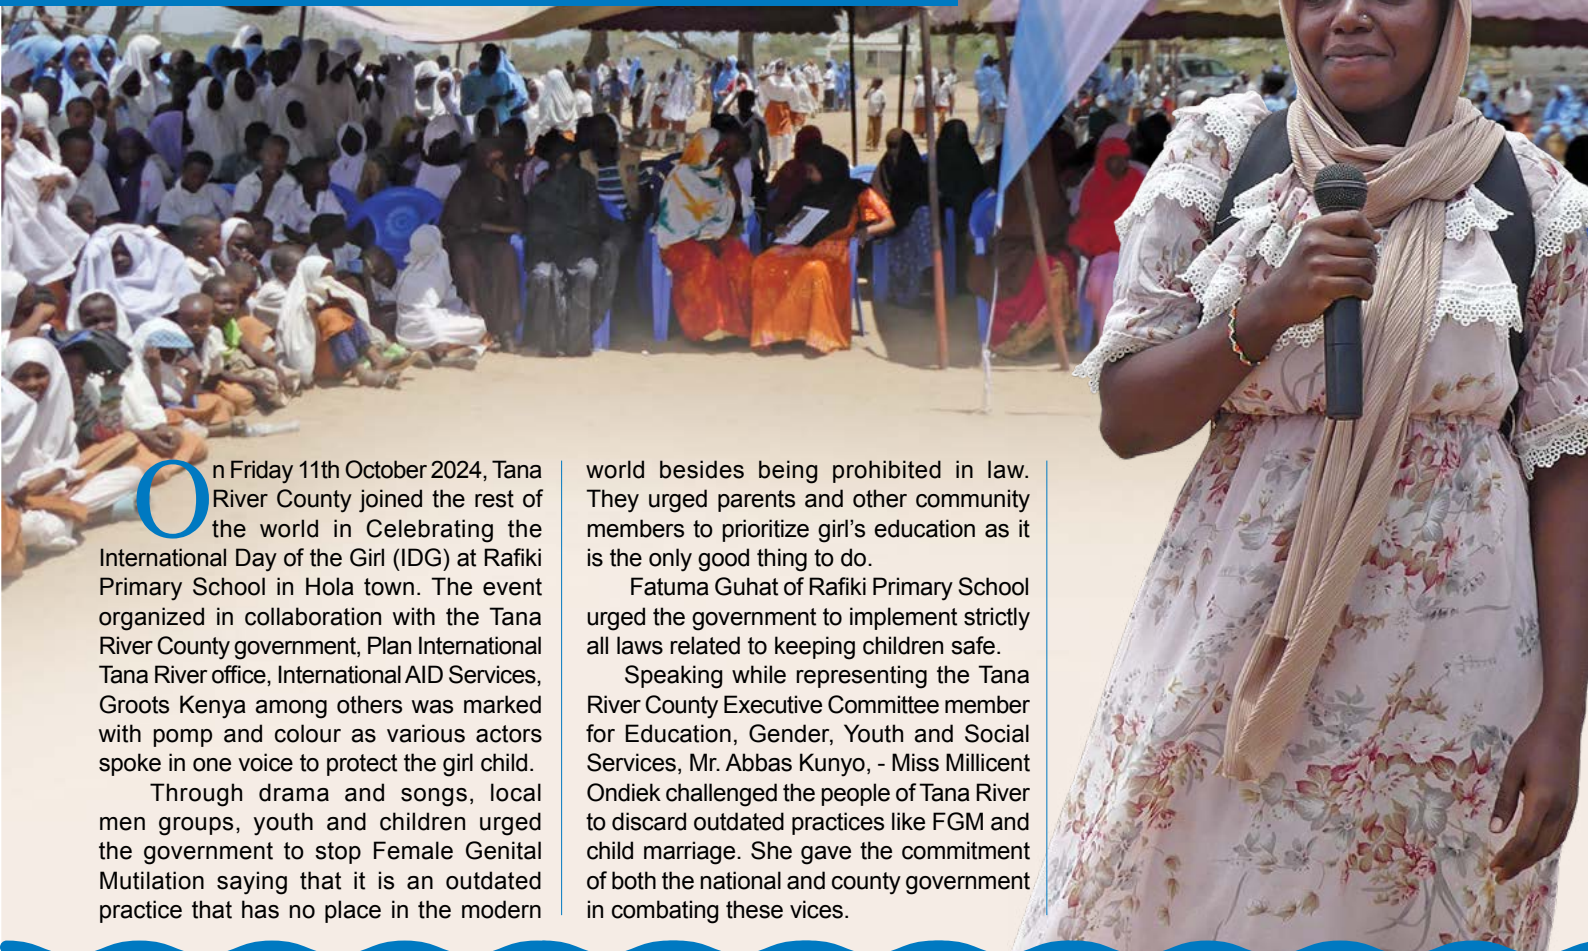 On Friday 11th October 2024, Tana
River County joined the rest of
the world in Celebrating the
International Day of the Girl (IDG) at Rafiki
Primary School in Hola town. The event
organized in collaboration with the Tana
River County government, Plan International
Tana River office, International AID Services,
Groots Kenya among others was marked
with pomp and colour as various actors
spoke in one voice to protect the girl child.
Through drama and songs, local
men groups, youth and children urged
the government to stop Female Genital
Mutilation saying that it is an outdated
practice that has no place in the modern
world besides being prohibited in law.
They urged parents and other community
members to prioritize girl's education as it
is the only good thing to do.
Fatuma Guhat of Rafiki Primary School
urged the government to implement strictly
all laws related to keeping children safe.
Speaking while representing the Tana
River County Executive Committee member
for Education, Gender, Youth and Social
Services, Mr. Abbas Kunyo, - Miss Millicent
Ondiek challenged the people of Tana River
to discard outdated practices like FGM and
child marriage. She gave the commitment
of both the national and county government
in combating these vices.